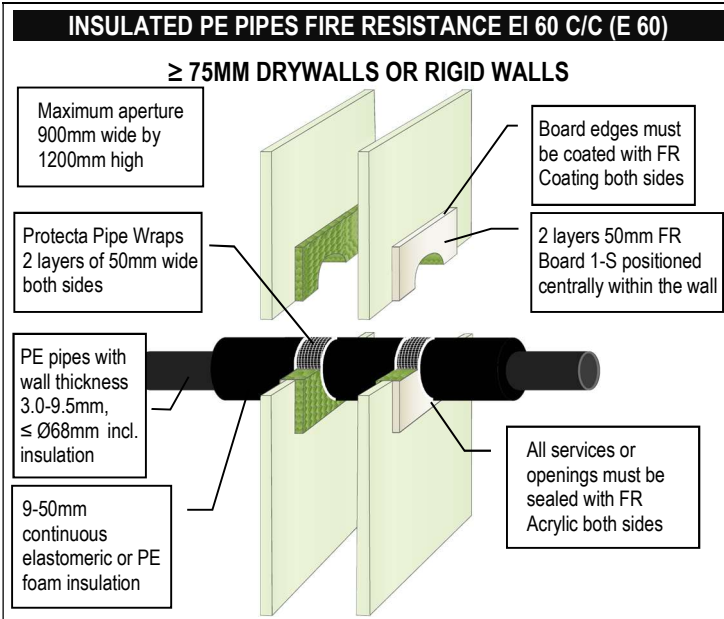 INSULATED PE PIPES FIRE RESISTANCE EI 60 C/C (E 60)
≥ 75MM DRYWALLS OR RIGID WALLS
Maximum aperture
900mm wide by
1200mm high
Board edges must
be coated with FR
Coating both sides
Protecta Pipe Wraps
2 layers of 50mm wide
both sides
2 layers 50mm FR
Board 1-S positioned
centrally within the wall
PE pipes with
wall thickness
3.0-9.5mm,
≤ Ø68mm incl.
insulation
All services or
openings must be
sealed with FR
Acrylic both sides
9-50mm
continuous
elastomeric or PE
foam insulation